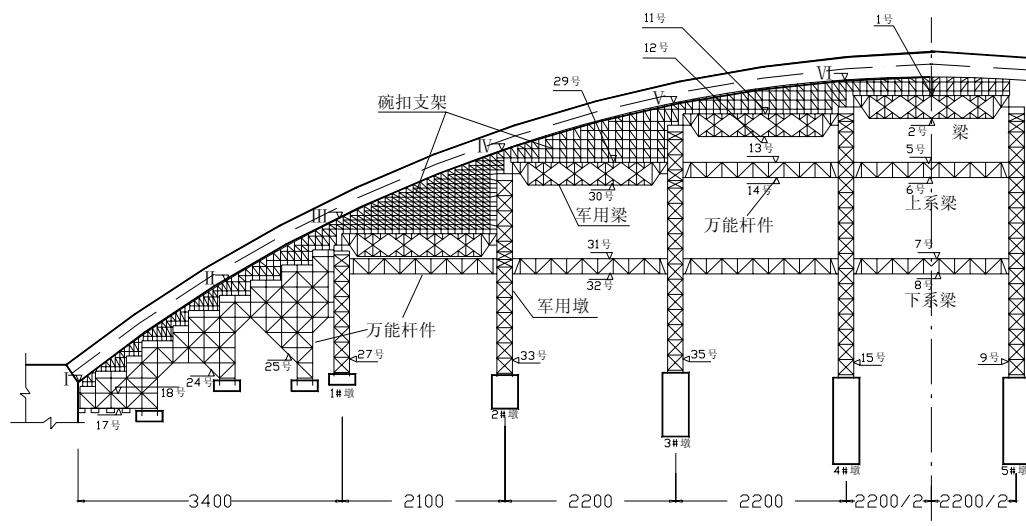 11号
1号
12号
VI
29号
碗扣支架
V
2号
梁
13号
IV
5号
14号
6号
30号
军用梁
万能杆件
上系梁
III
31号
7号
II
32号
8号
下系梁
军用墩
万能杆件
25号
27号
33号
35号
15号
9号
I
24号
18号
1#墩
17号
2#墩
3#墩
4#墩
5#墩
3400
2100
2200
2200
2200/2
2200/2